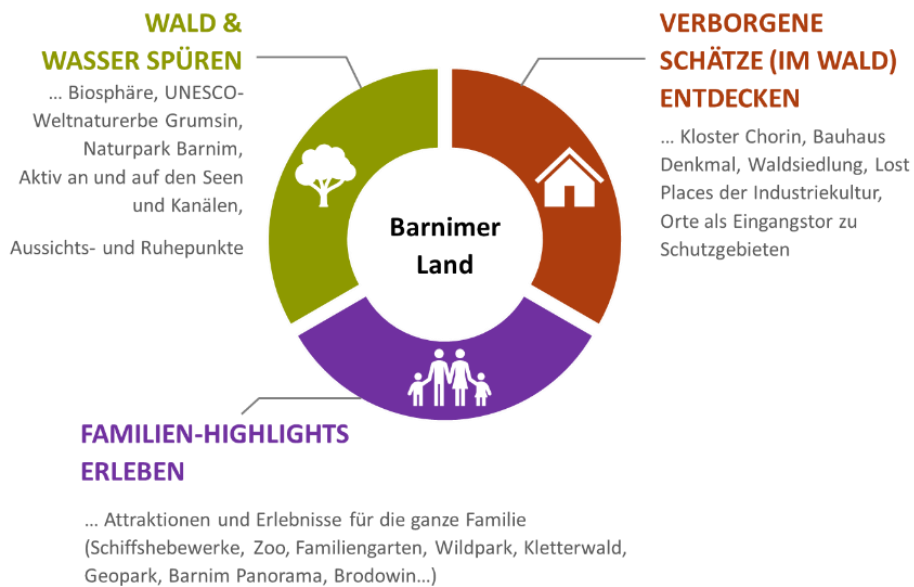 WALD &
WASSER SPÜREN
... Biosphäre, UNESCO-
Weltnaturerbe Grumsin,
Naturpark Barnim,
Aktiv an und auf den Seen
und Kanälen,
Aussichts- und Ruhepunkte
VERBORGENE
SCHÄTZE (IM WALD)
ENTDECKEN
... Kloster Chorin, Bauhaus
Denkmal, Waldsiedlung, Lost
Places der Industriekultur,
Orte als Eingangstor zu
Schutzgebieten
Barnimer
Land
FAMILIEN-HIGHLIGHTS
ERLEBEN
... Attraktionen und Erlebnisse für die ganze Familie
(Schiffshebewerke, Zoo, Familiengarten, Wildpark, Kletterwald,
Geopark, Barnim Panorama, Brodowin...)